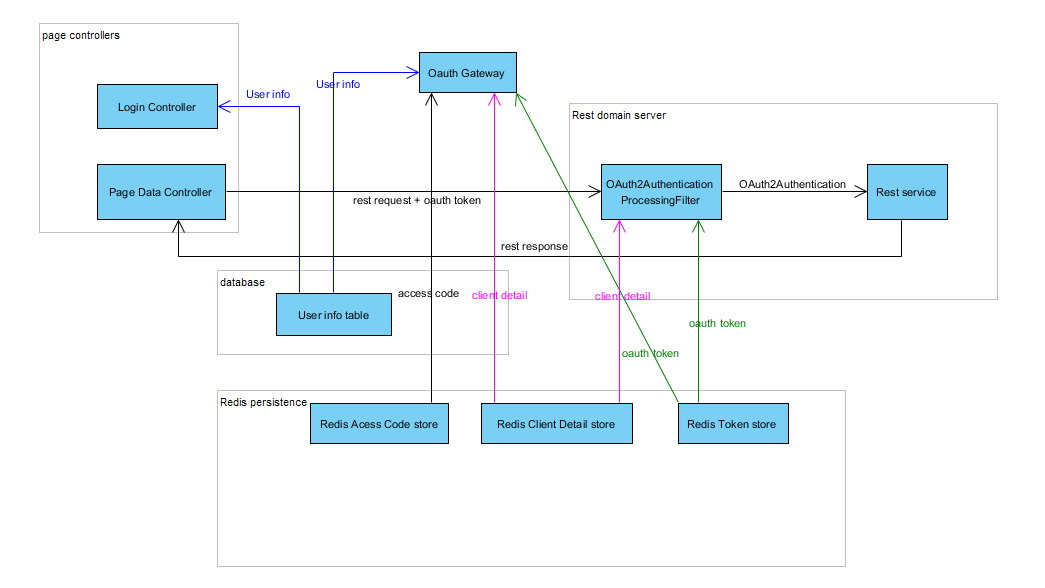 page controllers
Oauth Gateway
User info
User info
Login Controller
Rest domain server
Page Data Controller
OAuth2Authentication
ProcessingFilter
OAuth2Authentication
Rest service
rest request + oauth token
rest response
database
access code
client detail
client detail
User info table
oauth token
oauth token
Redis persistence
Redis Acess Code store
Redis Client Detail store
Redis Token store